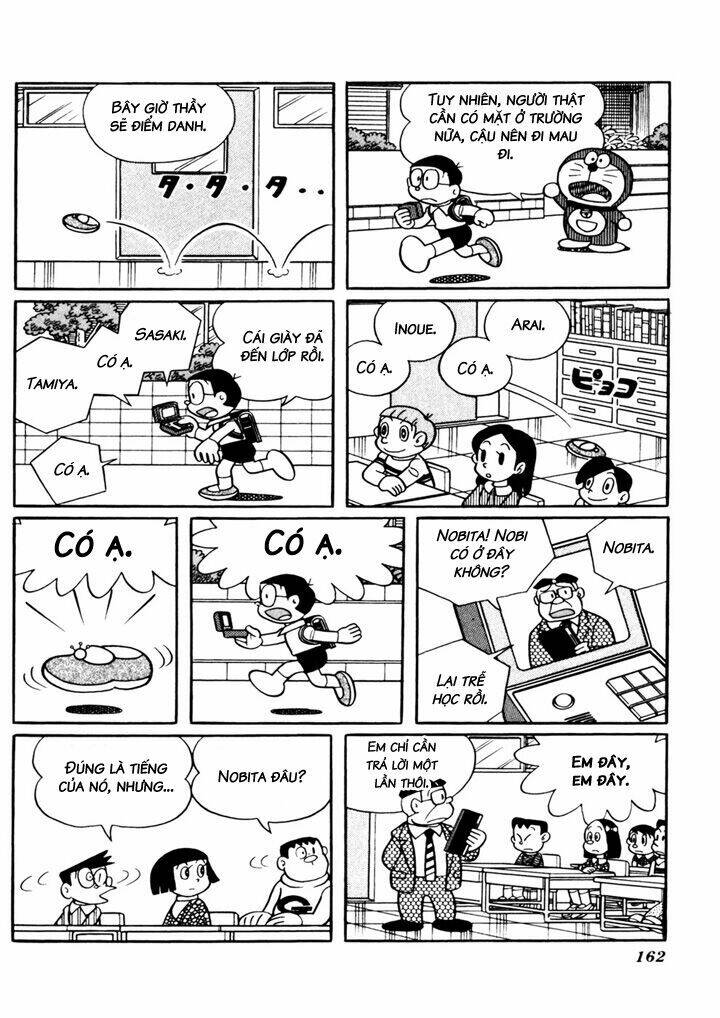 BÂY GIỜ THẦY
SẼ ĐIỂM DANH.
タ・タ・タ・・
TUY NHIÊN, NGƯỜI THẬT
CẦN CÓ MẶT Ở TRƯỜNG
NỮA, CẬU NÊN ĐI MAU
ĐI.
SASAKI.
CÓ Ạ.
TAMIYA.
CÓ Ạ.
CÁI GIÀY ĐÃ
ĐẾN LỚP RỒI.
INOUE.
CÓ Ạ.
ARAI.
CÓ Ạ.
ピョコ
CÓ Ạ.
CÓ Ạ.
NOBITA! NOBI
CÓ Ở ĐÂY
KHÔNG?
NOBITA.
LẠI TRỄ
HỌC RỒI.
ĐÚNG LÀ TIẾNG
CỦA NÓ, NHƯNG...
NOBITA ĐÂU?
G
EM CHỈ CẦN
TRẢ LỜI MỘT
LẦN THÔI.
EM ĐÂY,
EM ĐÂY.
162